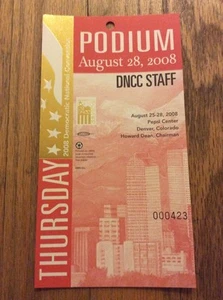 PODIUM
August 28, 2008
DNCC STAFF
August 25-28, 2008
Pepsi Center
Denver, Colorado
Howard Dean, Chairman
000423
THURSDAY
2008 Democratic National Convention